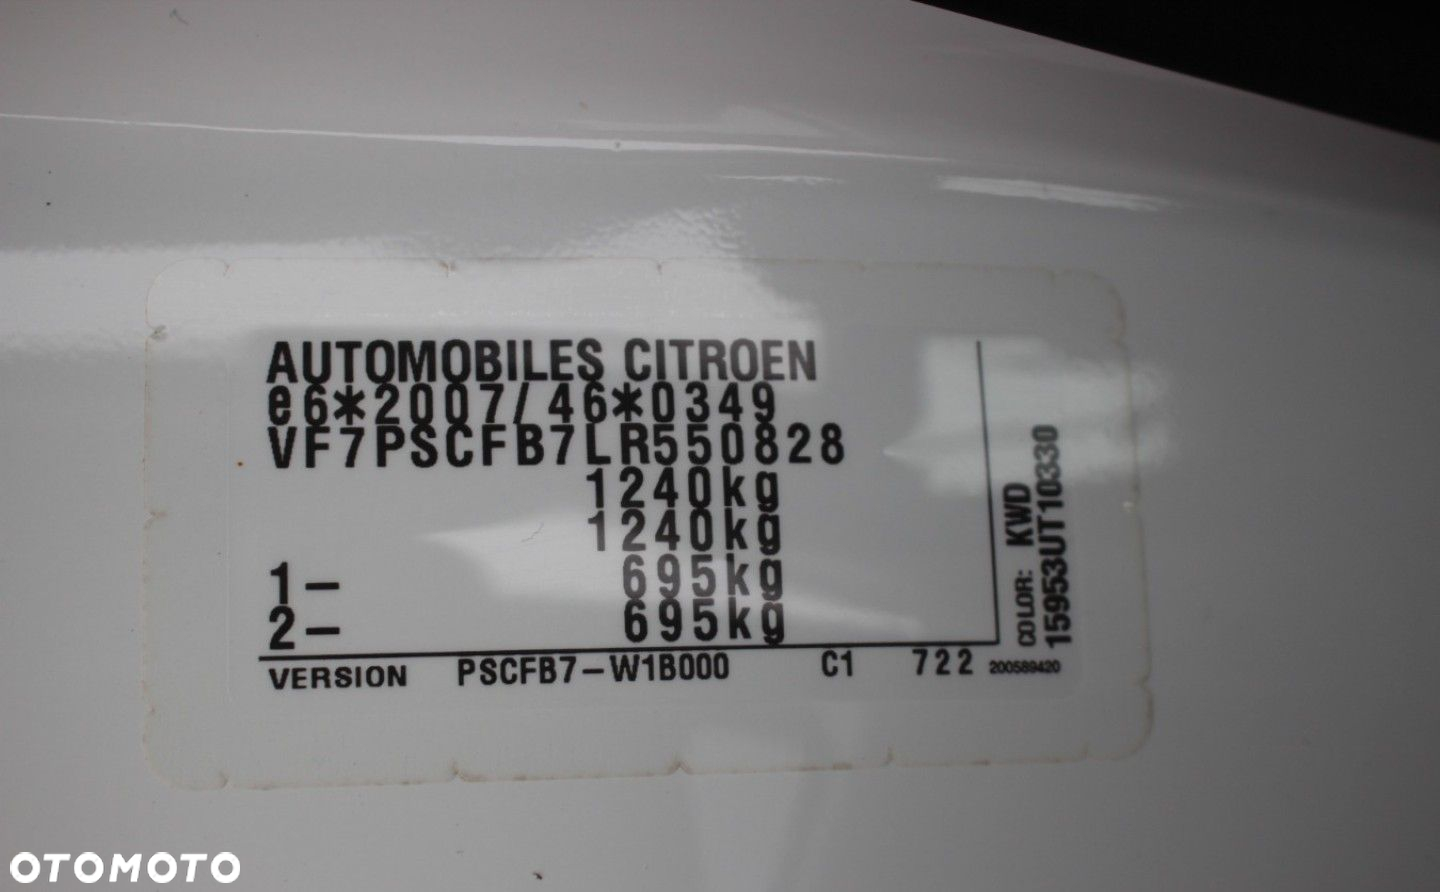 AUTOMOBILES CITROEN
e6*2007/46*0349
VF7PSCFB7LR550828
1240kg
1240kg
1- 695kg
2- 695kg
VERSION PSCFB7-W1B000 C1 722 200589420
COLOR: KWD
15953UT10330
OTOMOTO